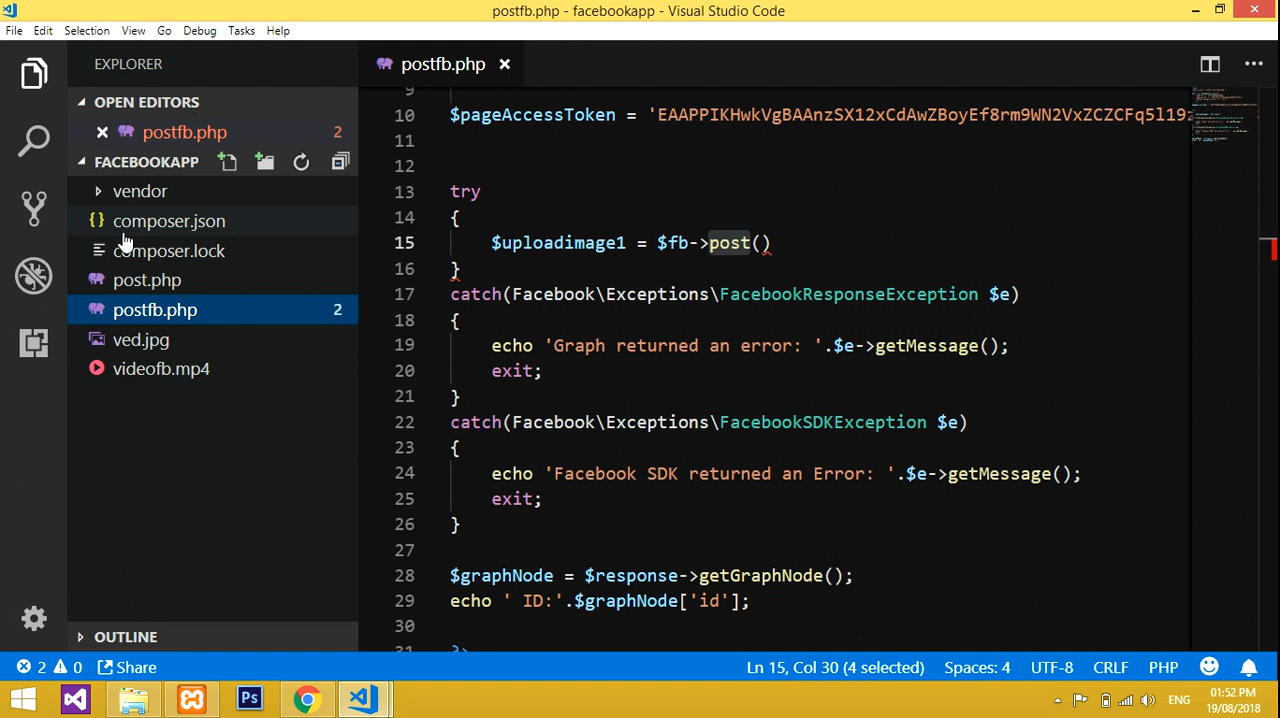 postfb.php - facebookapp - Visual Studio Code
File Edit Selection View Go Debug Tasks Help
EXPLORER
OPEN EDITORS
postfb.php 2
FACEBOOKAPP
vendor
composer.json
composer.lock
post.php
postfb.php 2
ved.jpg
videofb.mp4
OUTLINE
postfb.php
9
10 $pageAccessToken = 'EAAPPIKHwkVgBAAnzSX12xCdAwZBoyEf8rm9WN2VxZCZCFq5l19z
11
12
13 try
14 {
15 $uploadimage1 = $fb->post()
16 }
17 catch(Facebook\Exceptions\FacebookResponseException $e)
18 {
19 echo 'Graph returned an error: '.$e->getMessage();
20 exit;
21 }
22 catch(Facebook\Exceptions\FacebookSDKException $e)
23 {
24 echo 'Facebook SDK returned an Error: '.$e->getMessage();
25 exit;
26 }
27
28 $graphNode = $response->getGraphNode();
29 echo ' ID:'.$graphNode['id'];
30
31 ?>
2 0 Share Ln 15, Col 30 (4 selected) Spaces: 4 UTF-8 CRLF PHP
Ps ENG 01:52 PM
19/08/2018